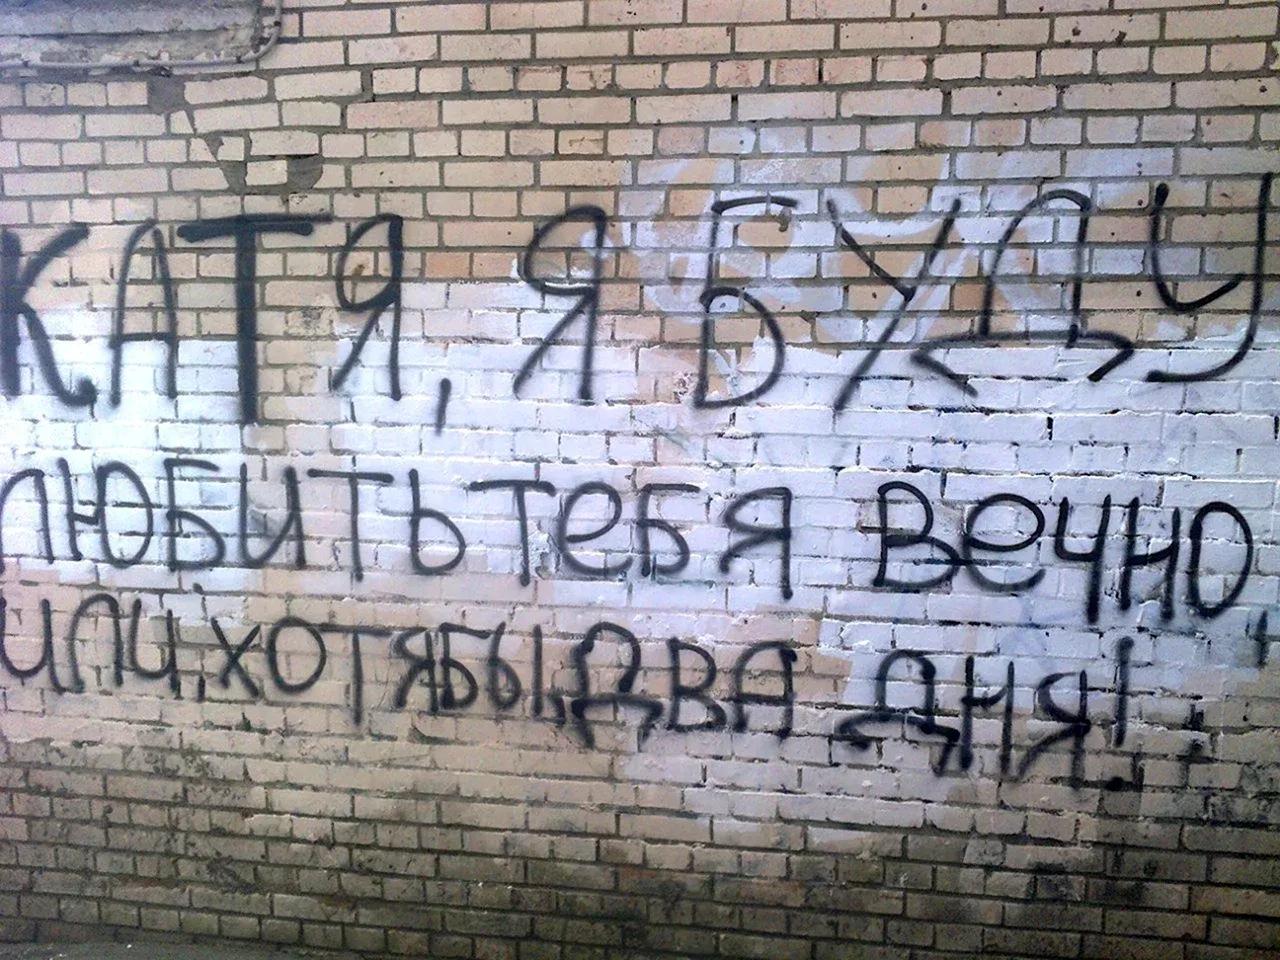 КАТЯ, Я БУДУ
ЛЮБИТЬ ТеБЯ ВеЧНО,
ИЛИ, ХОТЯ БЫ, ДВА ДНЯ!